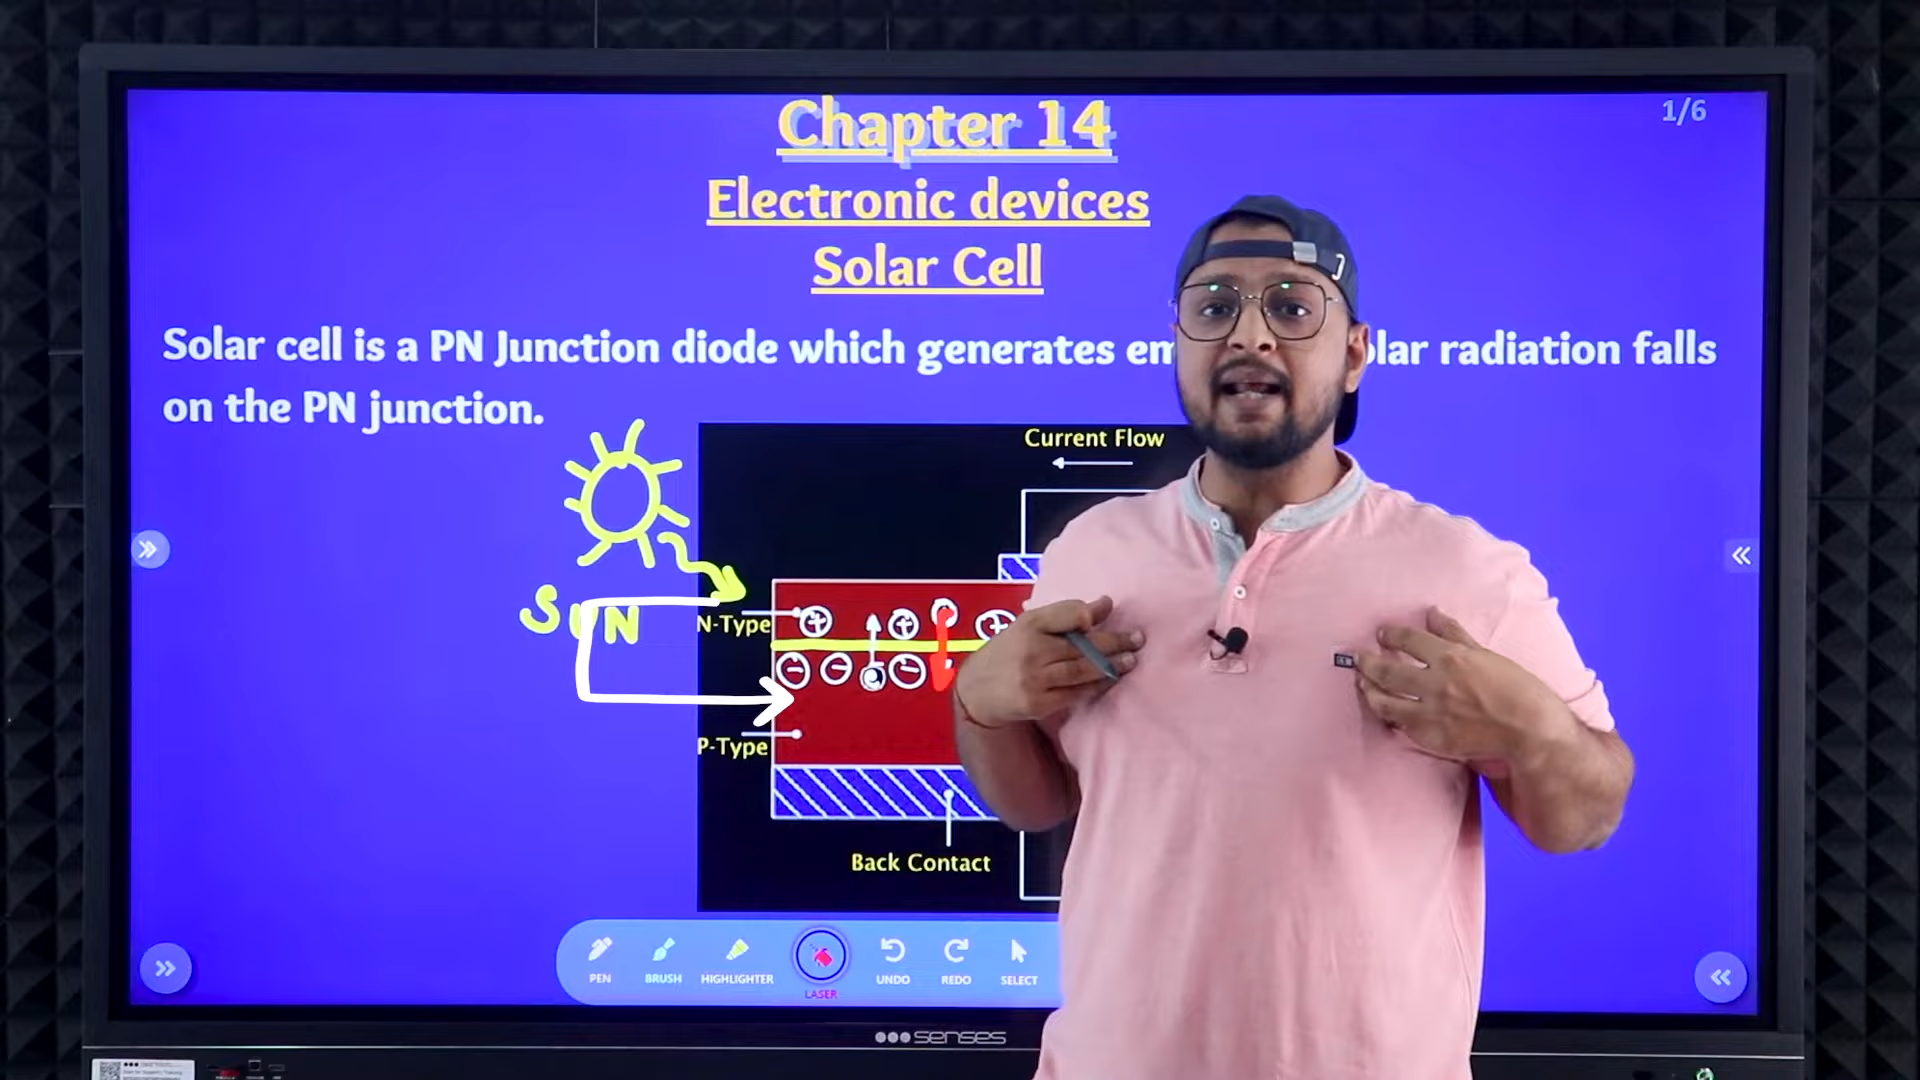 Chapter 14
1/6
Electronic devices
Solar Cell
Solar cell is a PN Junction diode which generates em lar radiation falls
on the PN junction.
Current Flow
SUN
N-Type
P-Type
Back Contact
PEN
BRUSH
HIGHLIGHTER
LASER
UNDO
REDO
SELECT
senses